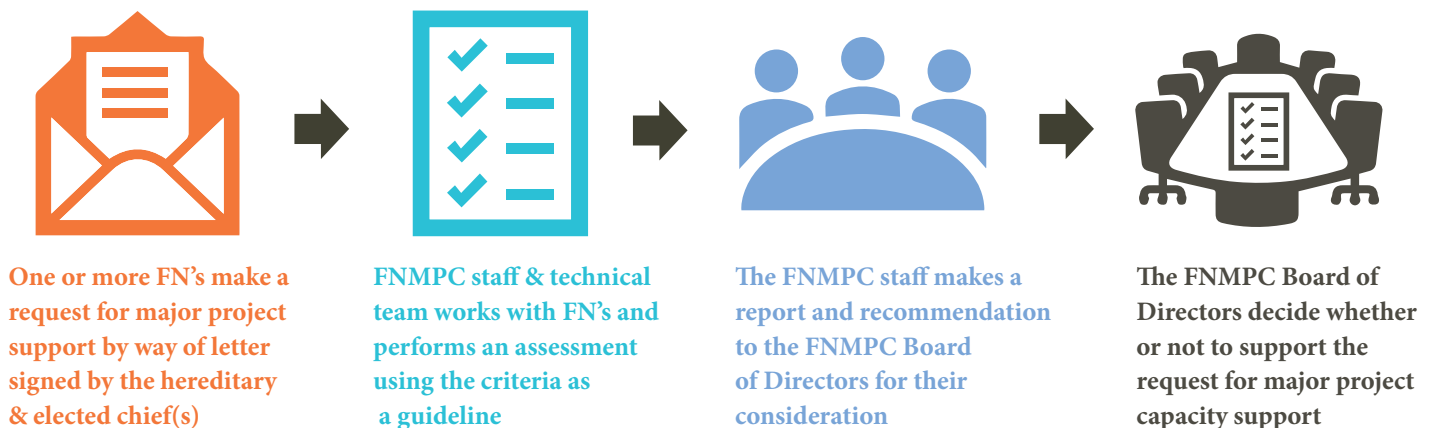 One or more FN's make a
request for major project
support by way of letter
signed by the hereditary
& elected chief(s)
FNMPC staff & technical
team works with FN's and
performs an assessment
using the criteria as
a guideline
The FNMPC staff makes a
report and recommendation
to the FNMPC Board
of Directors for their
consideration
The FNMPC Board of
Directors decide whether
or not to support the
request for major project
capacity support